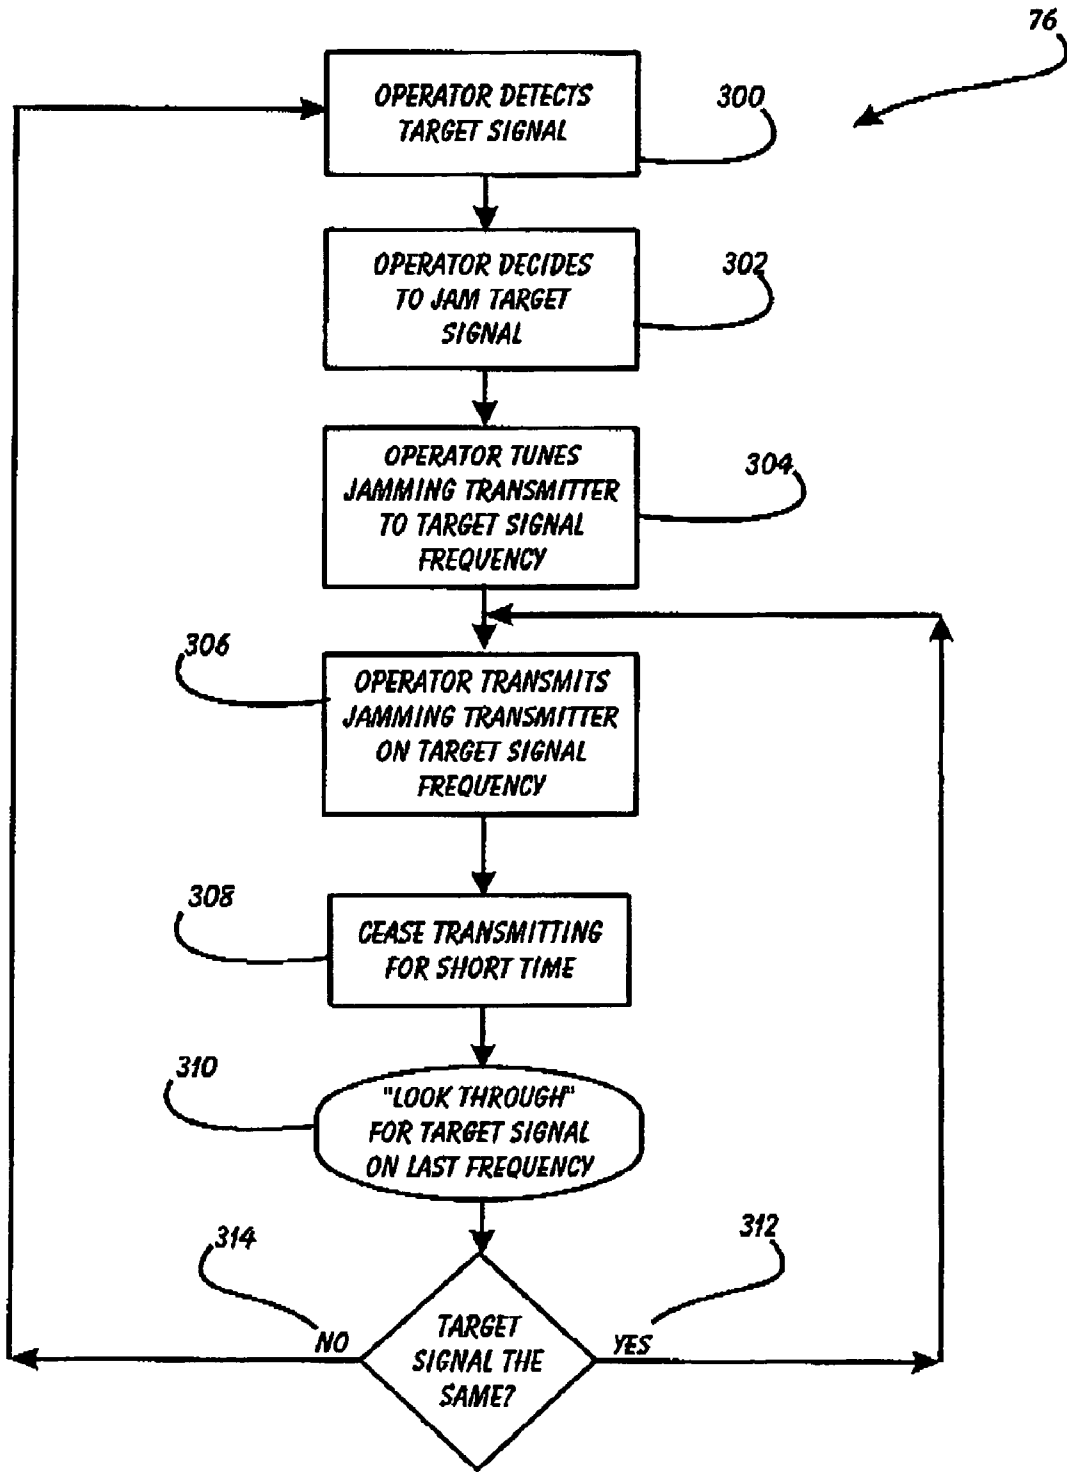 76
OPERATOR DETECTS
TARGET SIGNAL
300
OPERATOR DECIDES
TO JAM TARGET
SIGNAL
302
OPERATOR TUNES
JAMMING TRANSMITTER
TO TARGET SIGNAL
FREQUENCY
304
306
OPERATOR TRANSMITS
JAMMING TRANSMITTER
ON TARGET SIGNAL
FREQUENCY
308
CEASE TRANSMITTING
FOR SHORT TIME
310
"LOOK THROUGH"
FOR TARGET SIGNAL
ON LAST FREQUENCY
314
312
NO
YES
TARGET
SIGNAL THE
SAME?